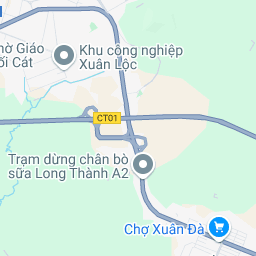 hờ Giáo
ối Cát
Khu công nghiệp
Xuân Lộc
CT01
Trạm dừng chân bò
sữa Long Thành A2
Chợ Xuân Đà